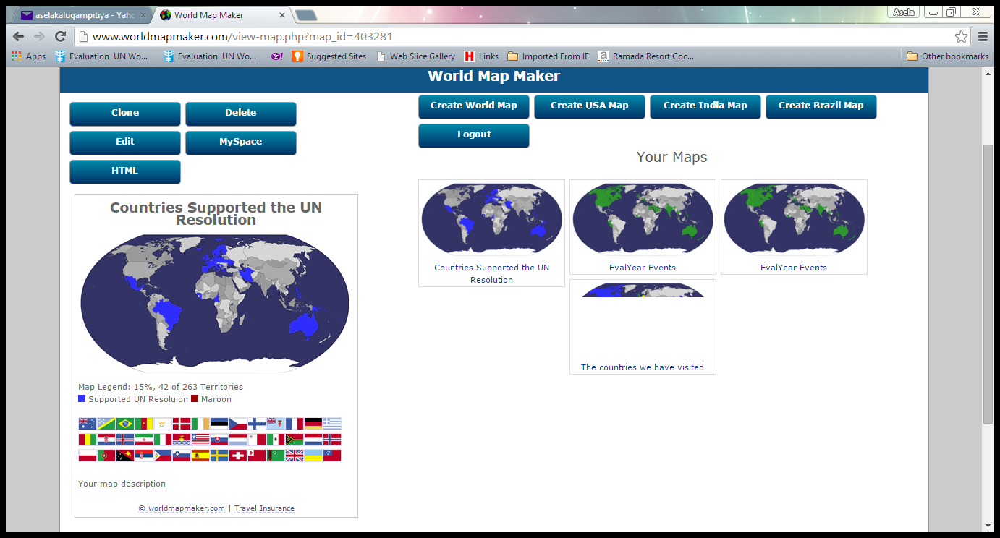 aselakalugampitiya - Yaho
World Map Maker
Asela
www.worldmapmaker.com/view-map.php?map_id=403281
Apps
Evaluation UN Wo...
Evaluation UN Wo...
Suggested Sites
Web Slice Gallery
H Links
Imported From IE
a Ramada Resort Coc...
Other bookmarks
World Map Maker
Clone
Delete
Edit
MySpace
HTML
Create World Map
Create USA Map
Create India Map
Create Brazil Map
Logout
Countries Supported the UN
Resolution
Map Legend: 15%, 42 of 263 Territories
Supported UN Resoluion Maroon
Your map description
© worldmapmaker.com | Travel Insurance
Your Maps
Countries Supported the UN
Resolution
EvalYear Events
EvalYear Events
The countries we have visited